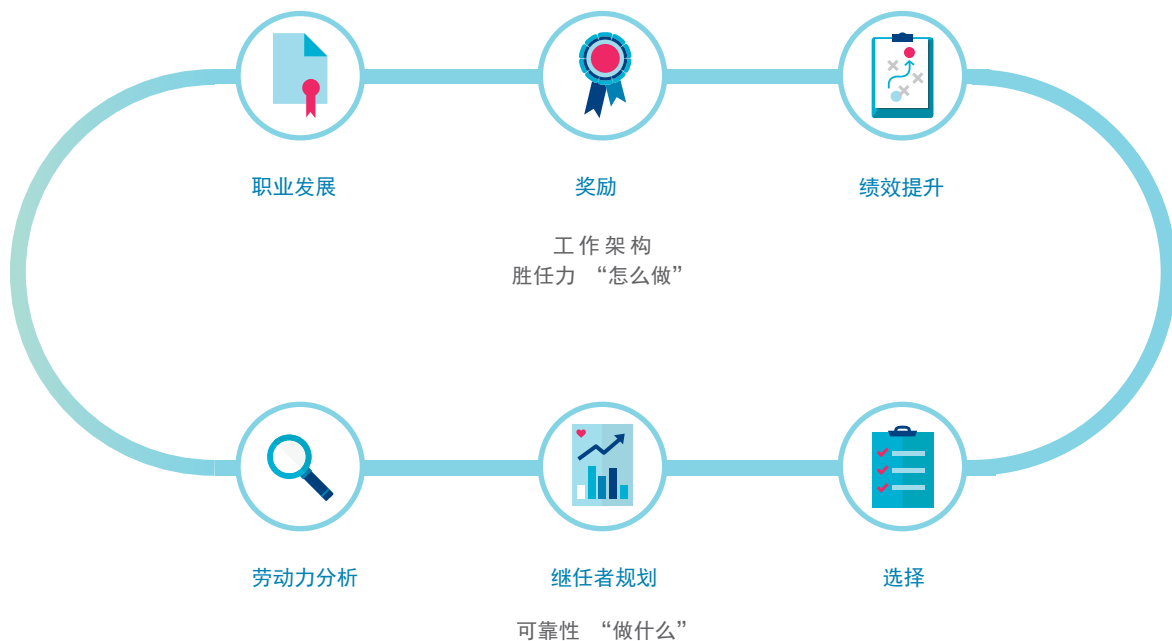 职业发展
奖励
绩效提升
工作架构
胜任力 “怎么做”
劳动力分析
继任者规划
选择
可靠性 “做什么”